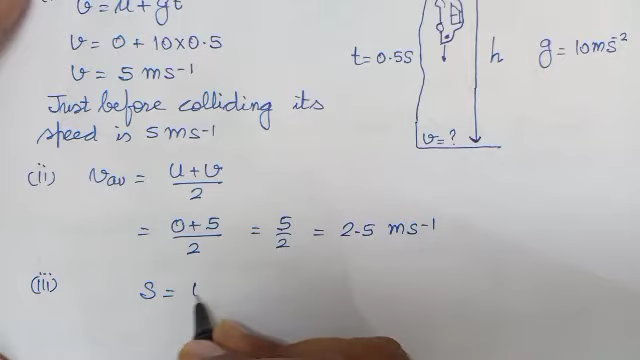 v = u + gt
v = 0 + 10 x 0.5
v = 5 ms⁻¹
Just before colliding its
speed is 5 ms⁻¹
t = 0.5s
h
g = 10ms⁻²
v = ?
(ii) Vav = u + v / 2
= 0 + 5 / 2 = 5 / 2 = 2.5 ms⁻¹
(iii) S =